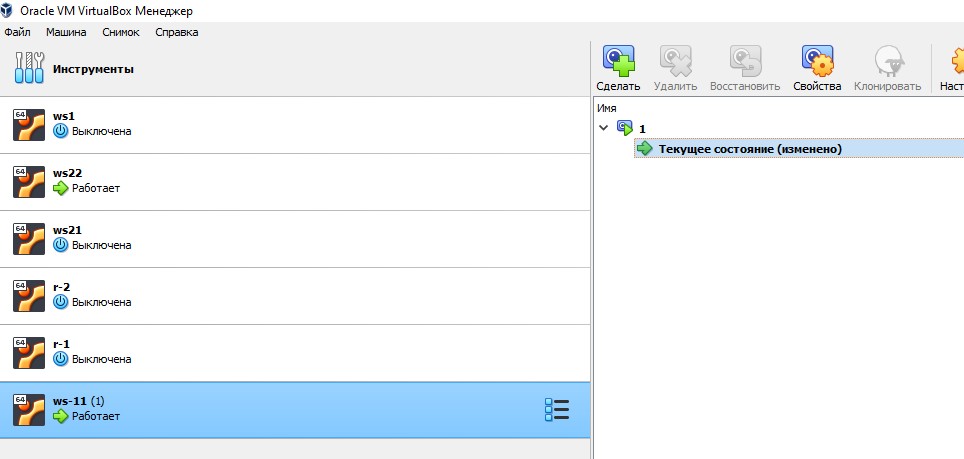 Oracle VM VirtualBox Менеджер
Файл Машина Снимок Справка
Инструменты
64
ws1
Выключена
64
ws22
Работает
64
ws21
Выключена
64
r-2
Выключена
64
r-1
Выключена
64
ws-11 (1)
Работает
Сделать Удалить Восстановить Свойства Клонировать Наст
Имя
1
Текущее состояние (изменено)